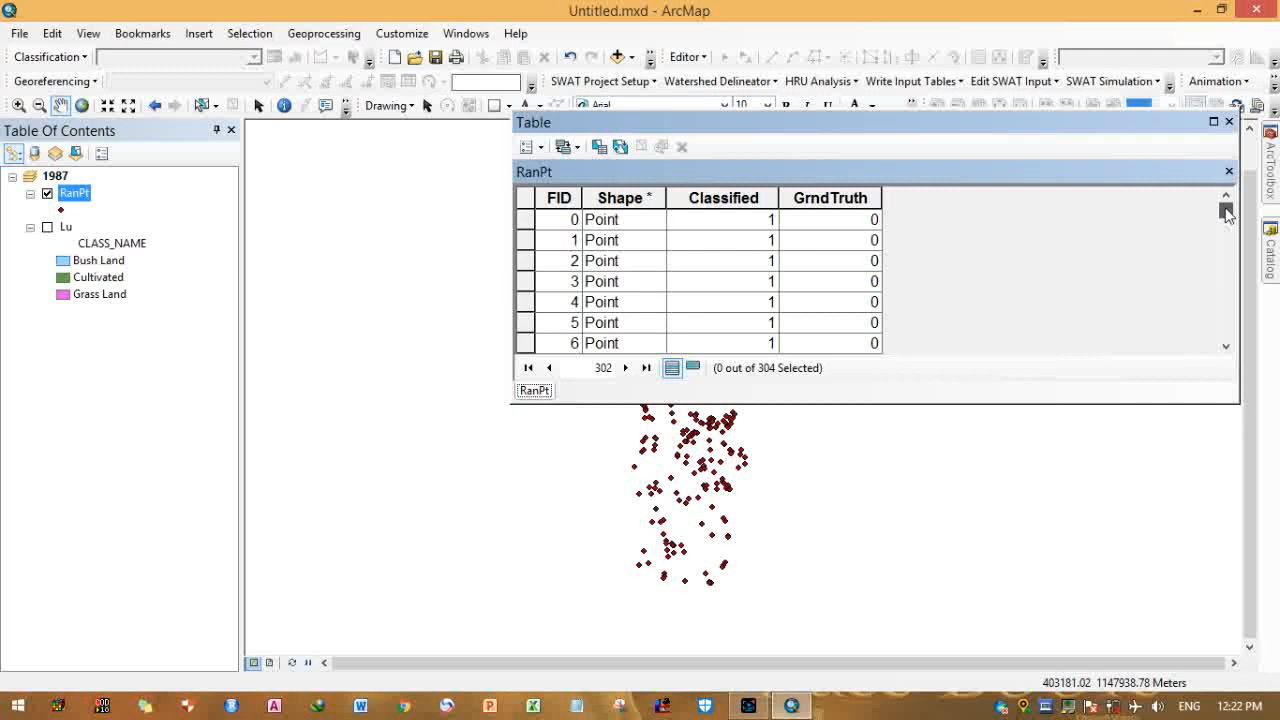 Untitled.mxd - ArcMap
File Edit View Bookmarks Insert Selection Geoprocessing Customize Windows Help
Classification Editor
Georeferencing SWAT Project Setup Watershed Delineator HRU Analysis Write Input Tables Edit SWAT Input SWAT Simulation Animation
Drawing Arial 10 B I U A
Table Of Contents
1987
RanPt
Lu
CLASS_NAME
Bush Land
Cultivated
Grass Land
Table
RanPt
FID Shape * Classified GrndTruth
0 Point 1 0
1 Point 1 0
2 Point 1 0
3 Point 1 0
4 Point 1 0
5 Point 1 0
6 Point 1 0
302 (0 out of 304 Selected)
RanPt
ArcToolbox
Catalog
403181.02 1147938.78 Meters
ENG 12:22 PM